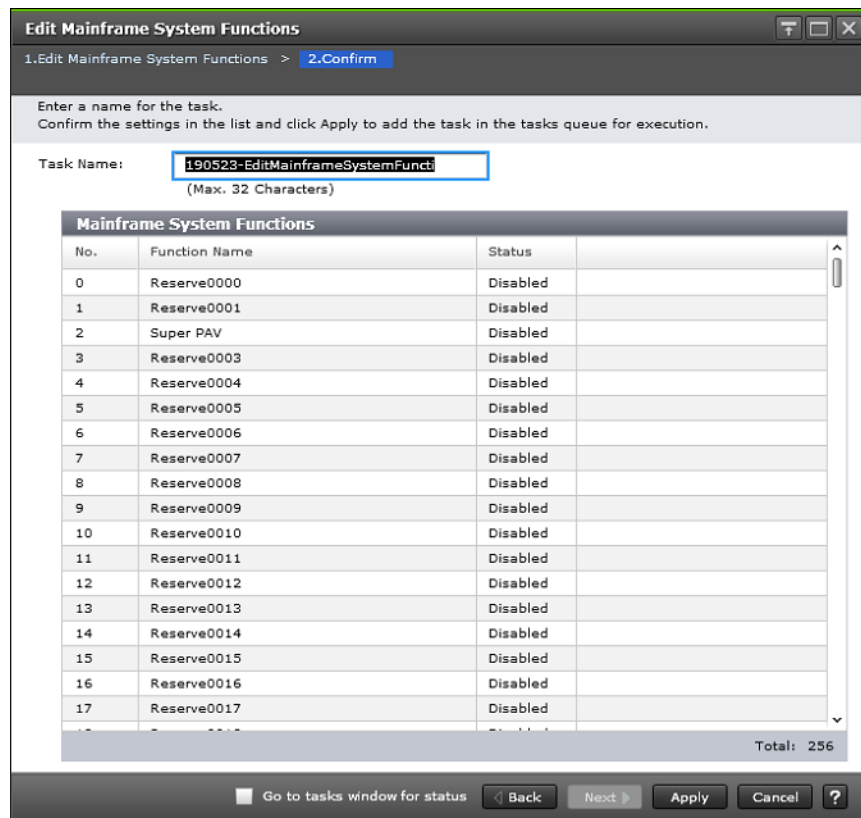 Edit Mainframe System Functions
1.Edit Mainframe System Functions > 2.Confirm
Enter a name for the task.
Confirm the settings in the list and click Apply to add the task in the tasks queue for execution.
Task Name: 190523-EditMainframeSystemFuncti
(Max. 32 Characters)
Mainframe System Functions
No. Function Name Status
0 Reserve0000 Disabled
1 Reserve0001 Disabled
2 Super PAV Disabled
3 Reserve0003 Disabled
4 Reserve0004 Disabled
5 Reserve0005 Disabled
6 Reserve0006 Disabled
7 Reserve0007 Disabled
8 Reserve0008 Disabled
9 Reserve0009 Disabled
10 Reserve0010 Disabled
11 Reserve0011 Disabled
12 Reserve0012 Disabled
13 Reserve0013 Disabled
14 Reserve0014 Disabled
15 Reserve0015 Disabled
16 Reserve0016 Disabled
17 Reserve0017 Disabled
Total: 256
Go to tasks window for status Back Next Apply Cancel ?